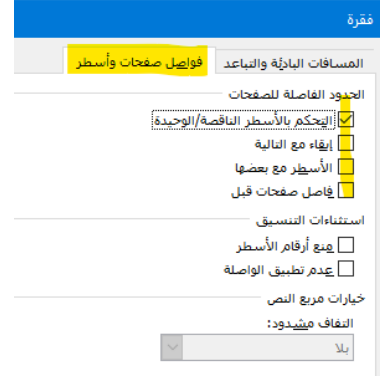 فقرة
المسافات البادئة والتباعد
فواصل صفحات وأسطر
الحدود الفاصلة للصفحات
التحكم بالأسطر الناقصة/الوحيدة
إبقاء مع التالية
الأسطر مع بعضها
فاصل صفحات قبل
استثناءات التنسيق
منع أرقام الأسطر
عدم تطبيق الواصلة
خيارات مربع النص
التفاف مشدود:
بلا